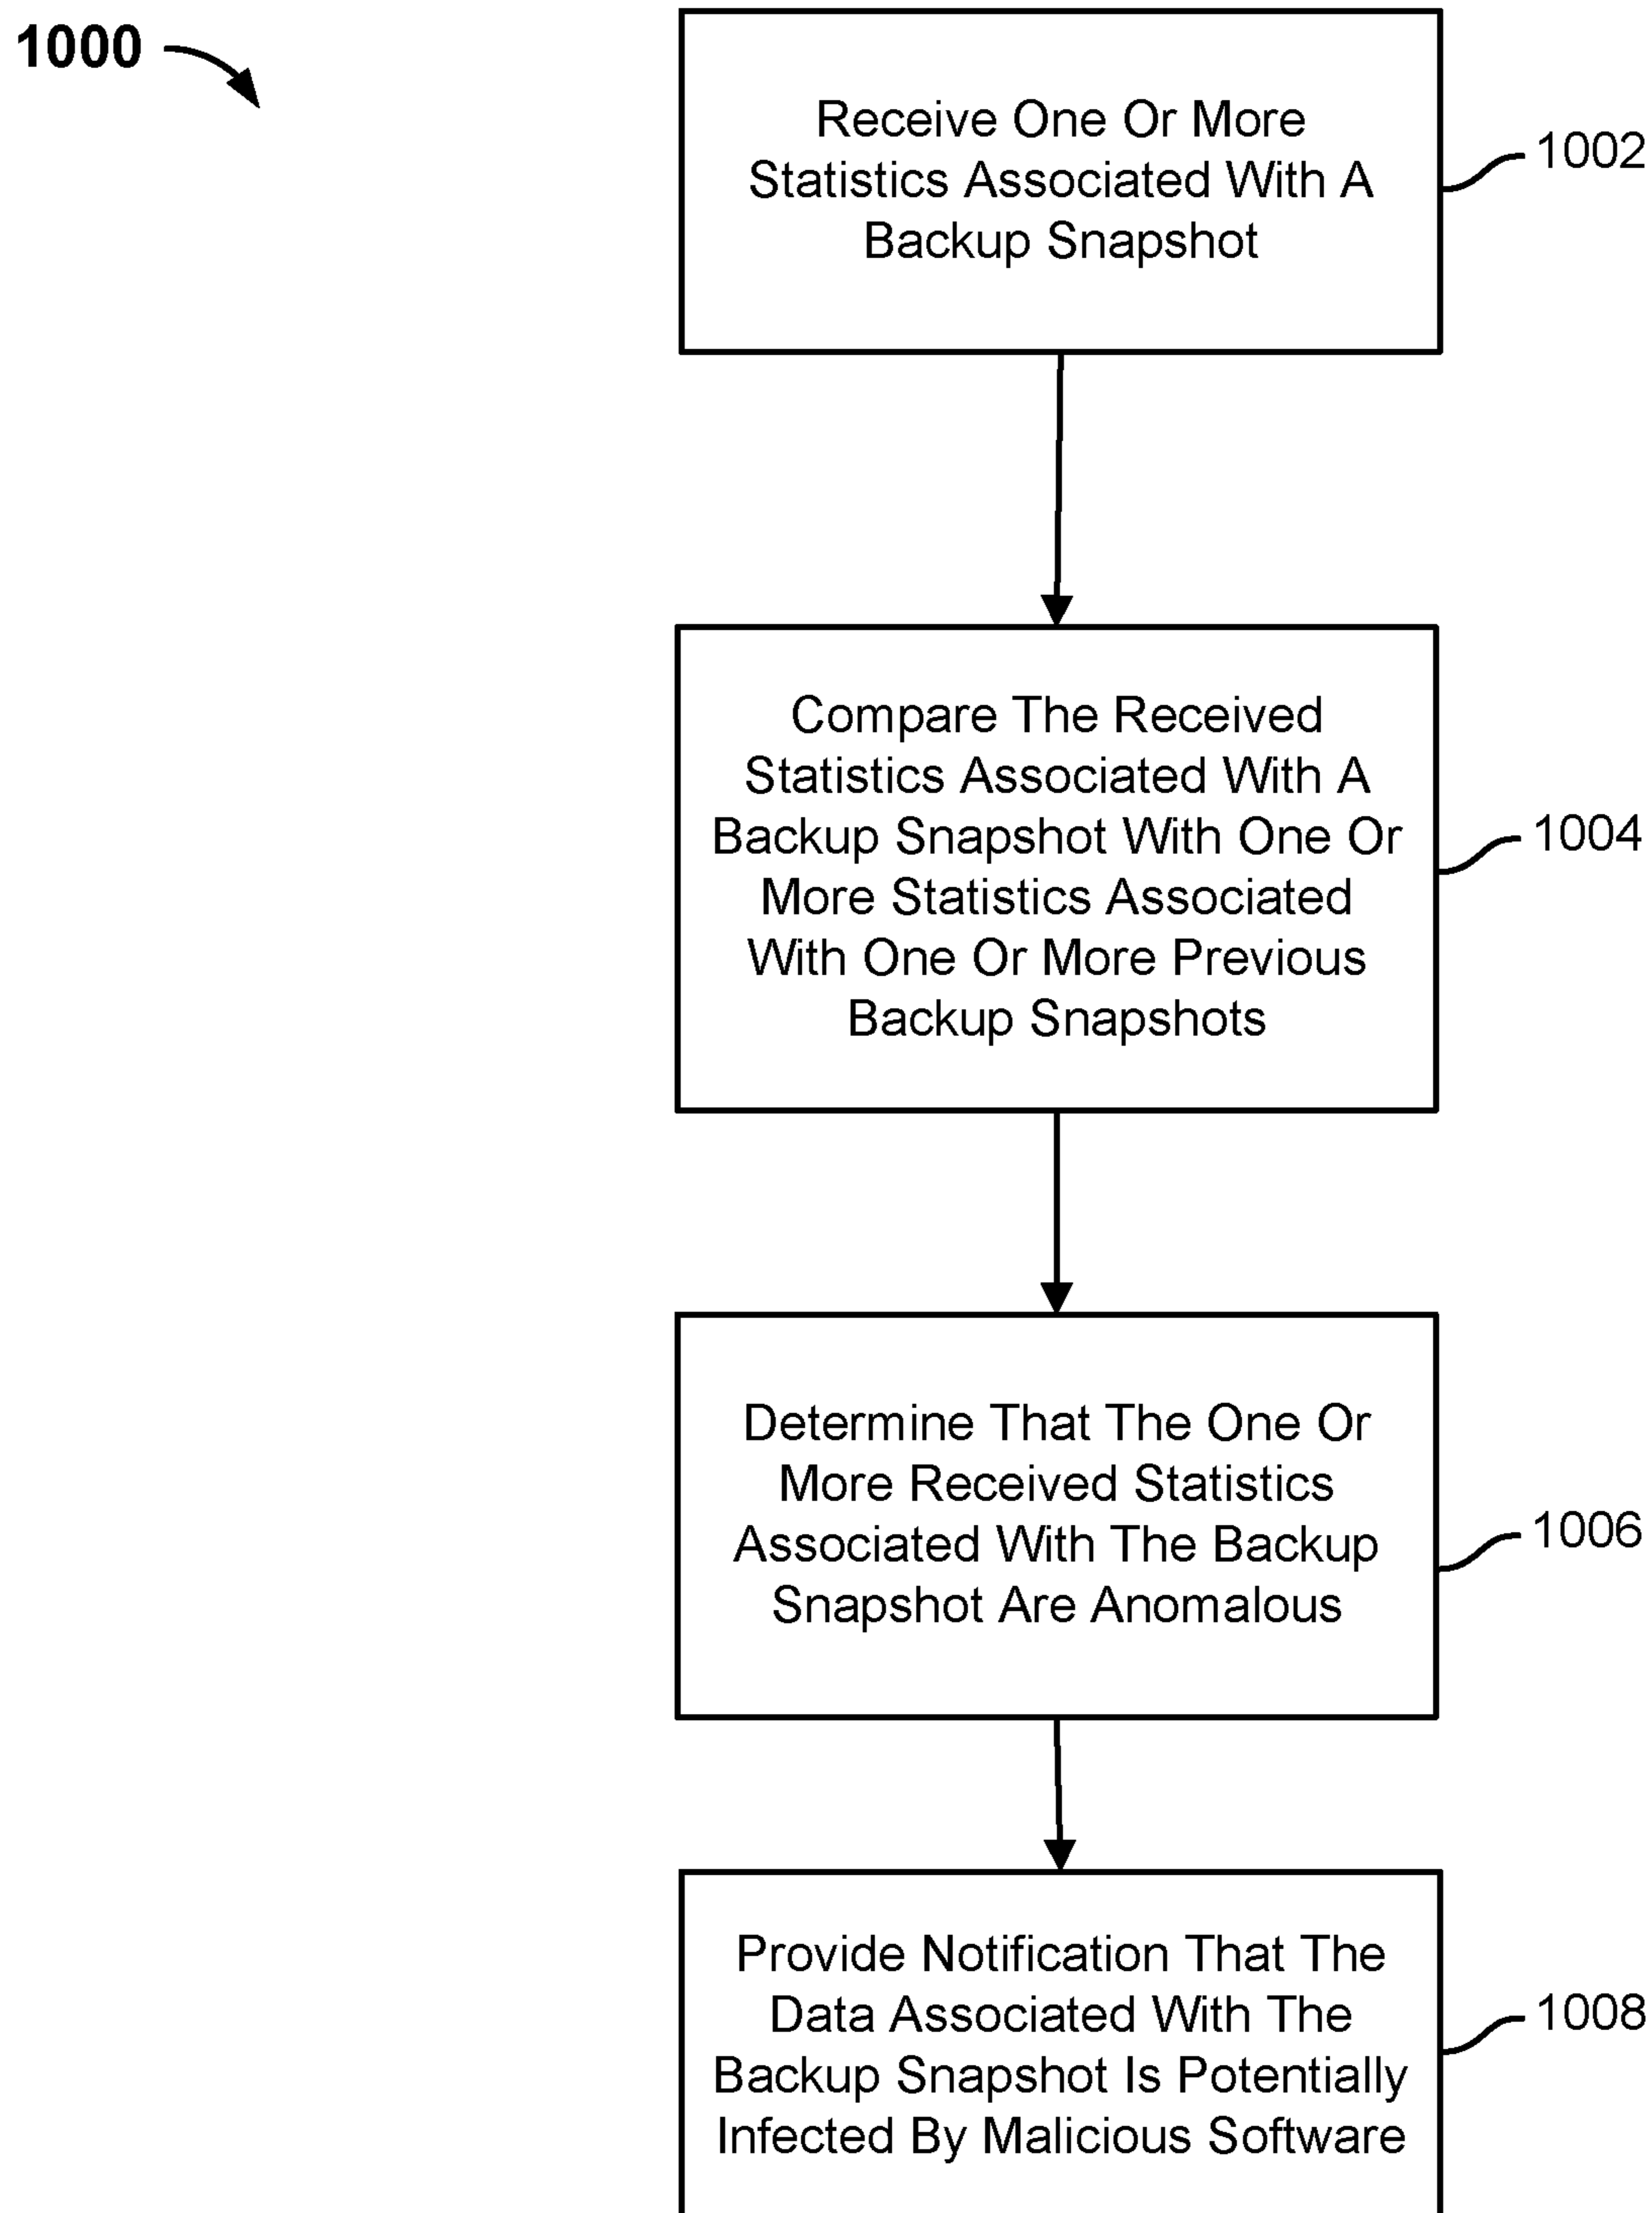 1000
Receive One Or More
Statistics Associated With A
Backup Snapshot
1002
Compare The Received
Statistics Associated With A
Backup Snapshot With One Or
More Statistics Associated
With One Or More Previous
Backup Snapshots
1004
Determine That The One Or
More Received Statistics
Associated With The Backup
Snapshot Are Anomalous
1006
Provide Notification That The
Data Associated With The
Backup Snapshot Is Potentially
Infected By Malicious Software
1008